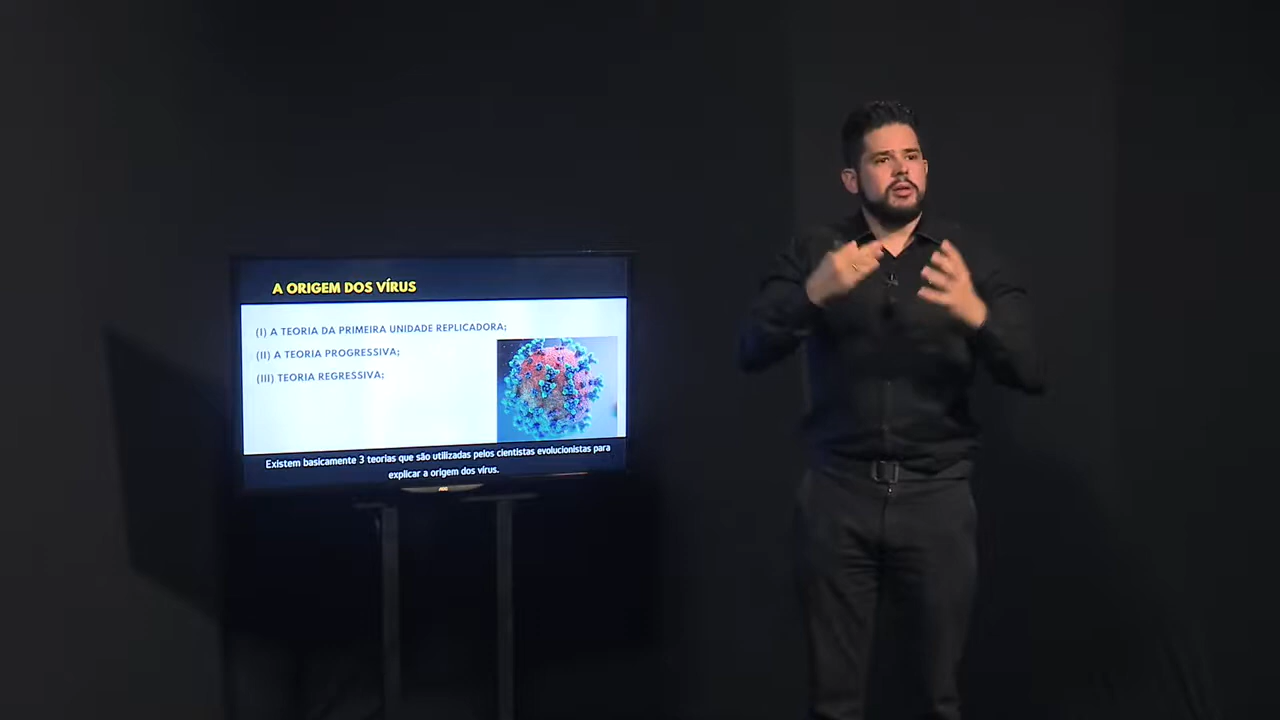 A ORIGEM DOS VÍRUS
(I) A TEORIA DA PRIMEIRA UNIDADE REPLICADORA;
(II) A TEORIA PROGRESSIVA;
(III) TEORIA REGRESSIVA;
Existem basicamente 3 teorias que são utilizadas pelos cientistas evolucionistas para
explicar a origem dos vírus.